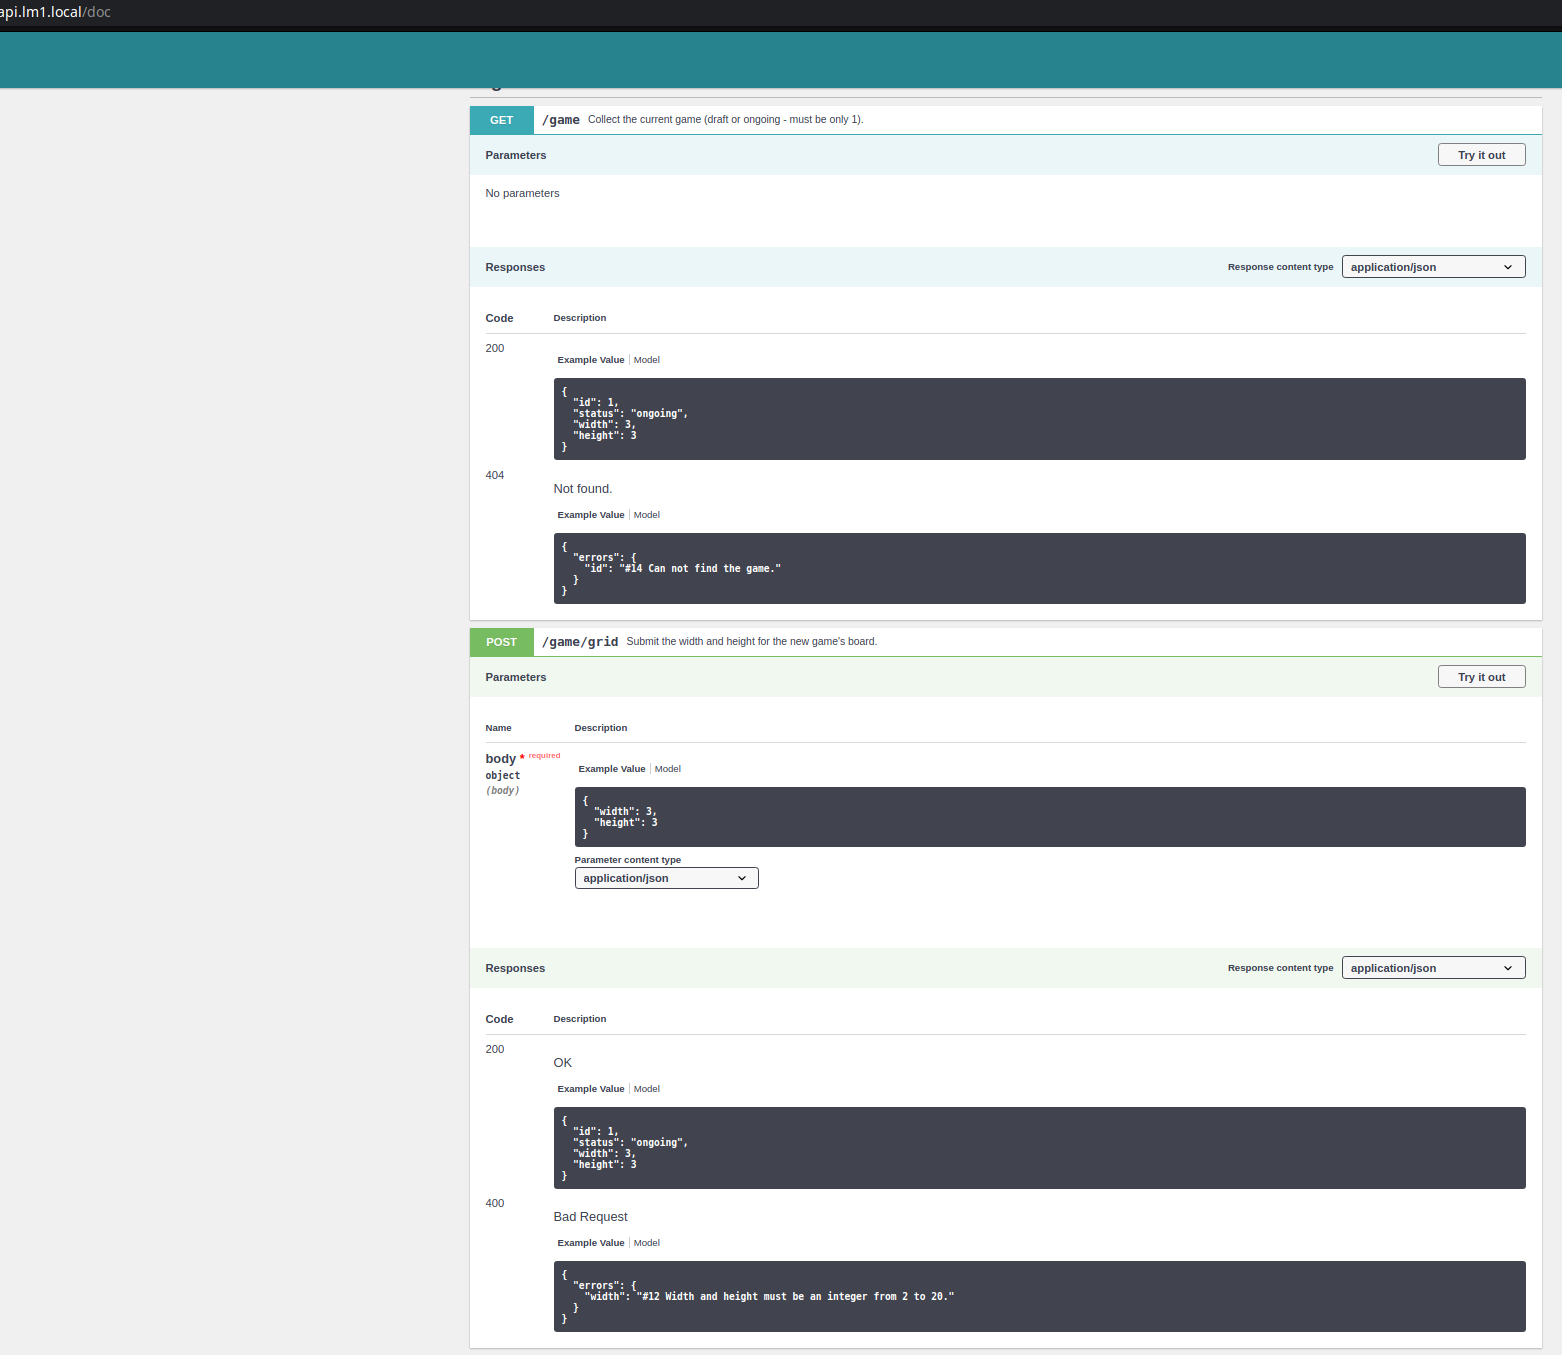 api.lm1.local/doc
GET /game Collect the current game (draft or ongoing - must be only 1).
Parameters Try it out
No parameters
Responses Response content type application/json
Code Description
200
Example Value Model
{
"id": 1,
"status": "ongoing",
"width": 3,
"height": 3
}
404
Not found.
Example Value Model
{
"errors": {
"id": "#14 Can not find the game."
}
}
POST /game/grid Submit the width and height for the new game's board.
Parameters Try it out
Name Description
body * required
object
(body)
Example Value Model
{
"width": 3,
"height": 3
}
Parameter content type
application/json
Responses Response content type application/json
Code Description
200
OK
Example Value Model
{
"id": 1,
"status": "ongoing",
"width": 3,
"height": 3
}
400
Bad Request
Example Value Model
{
"errors": {
"width": "#12 Width and height must be an integer from 2 to 20."
}
}